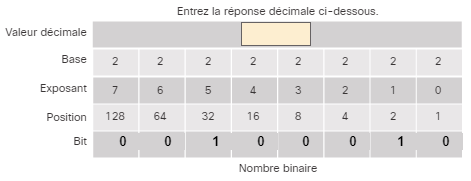 Entrez la réponse décimale ci-dessous.
Valeur décimale
Base 2 2 2 2 2 2 2 2
Exposant 7 6 5 4 3 2 1 0
Position 128 64 32 16 8 4 2 1
Bit 0 0 1 0 0 0 1 0
Nombre binaire